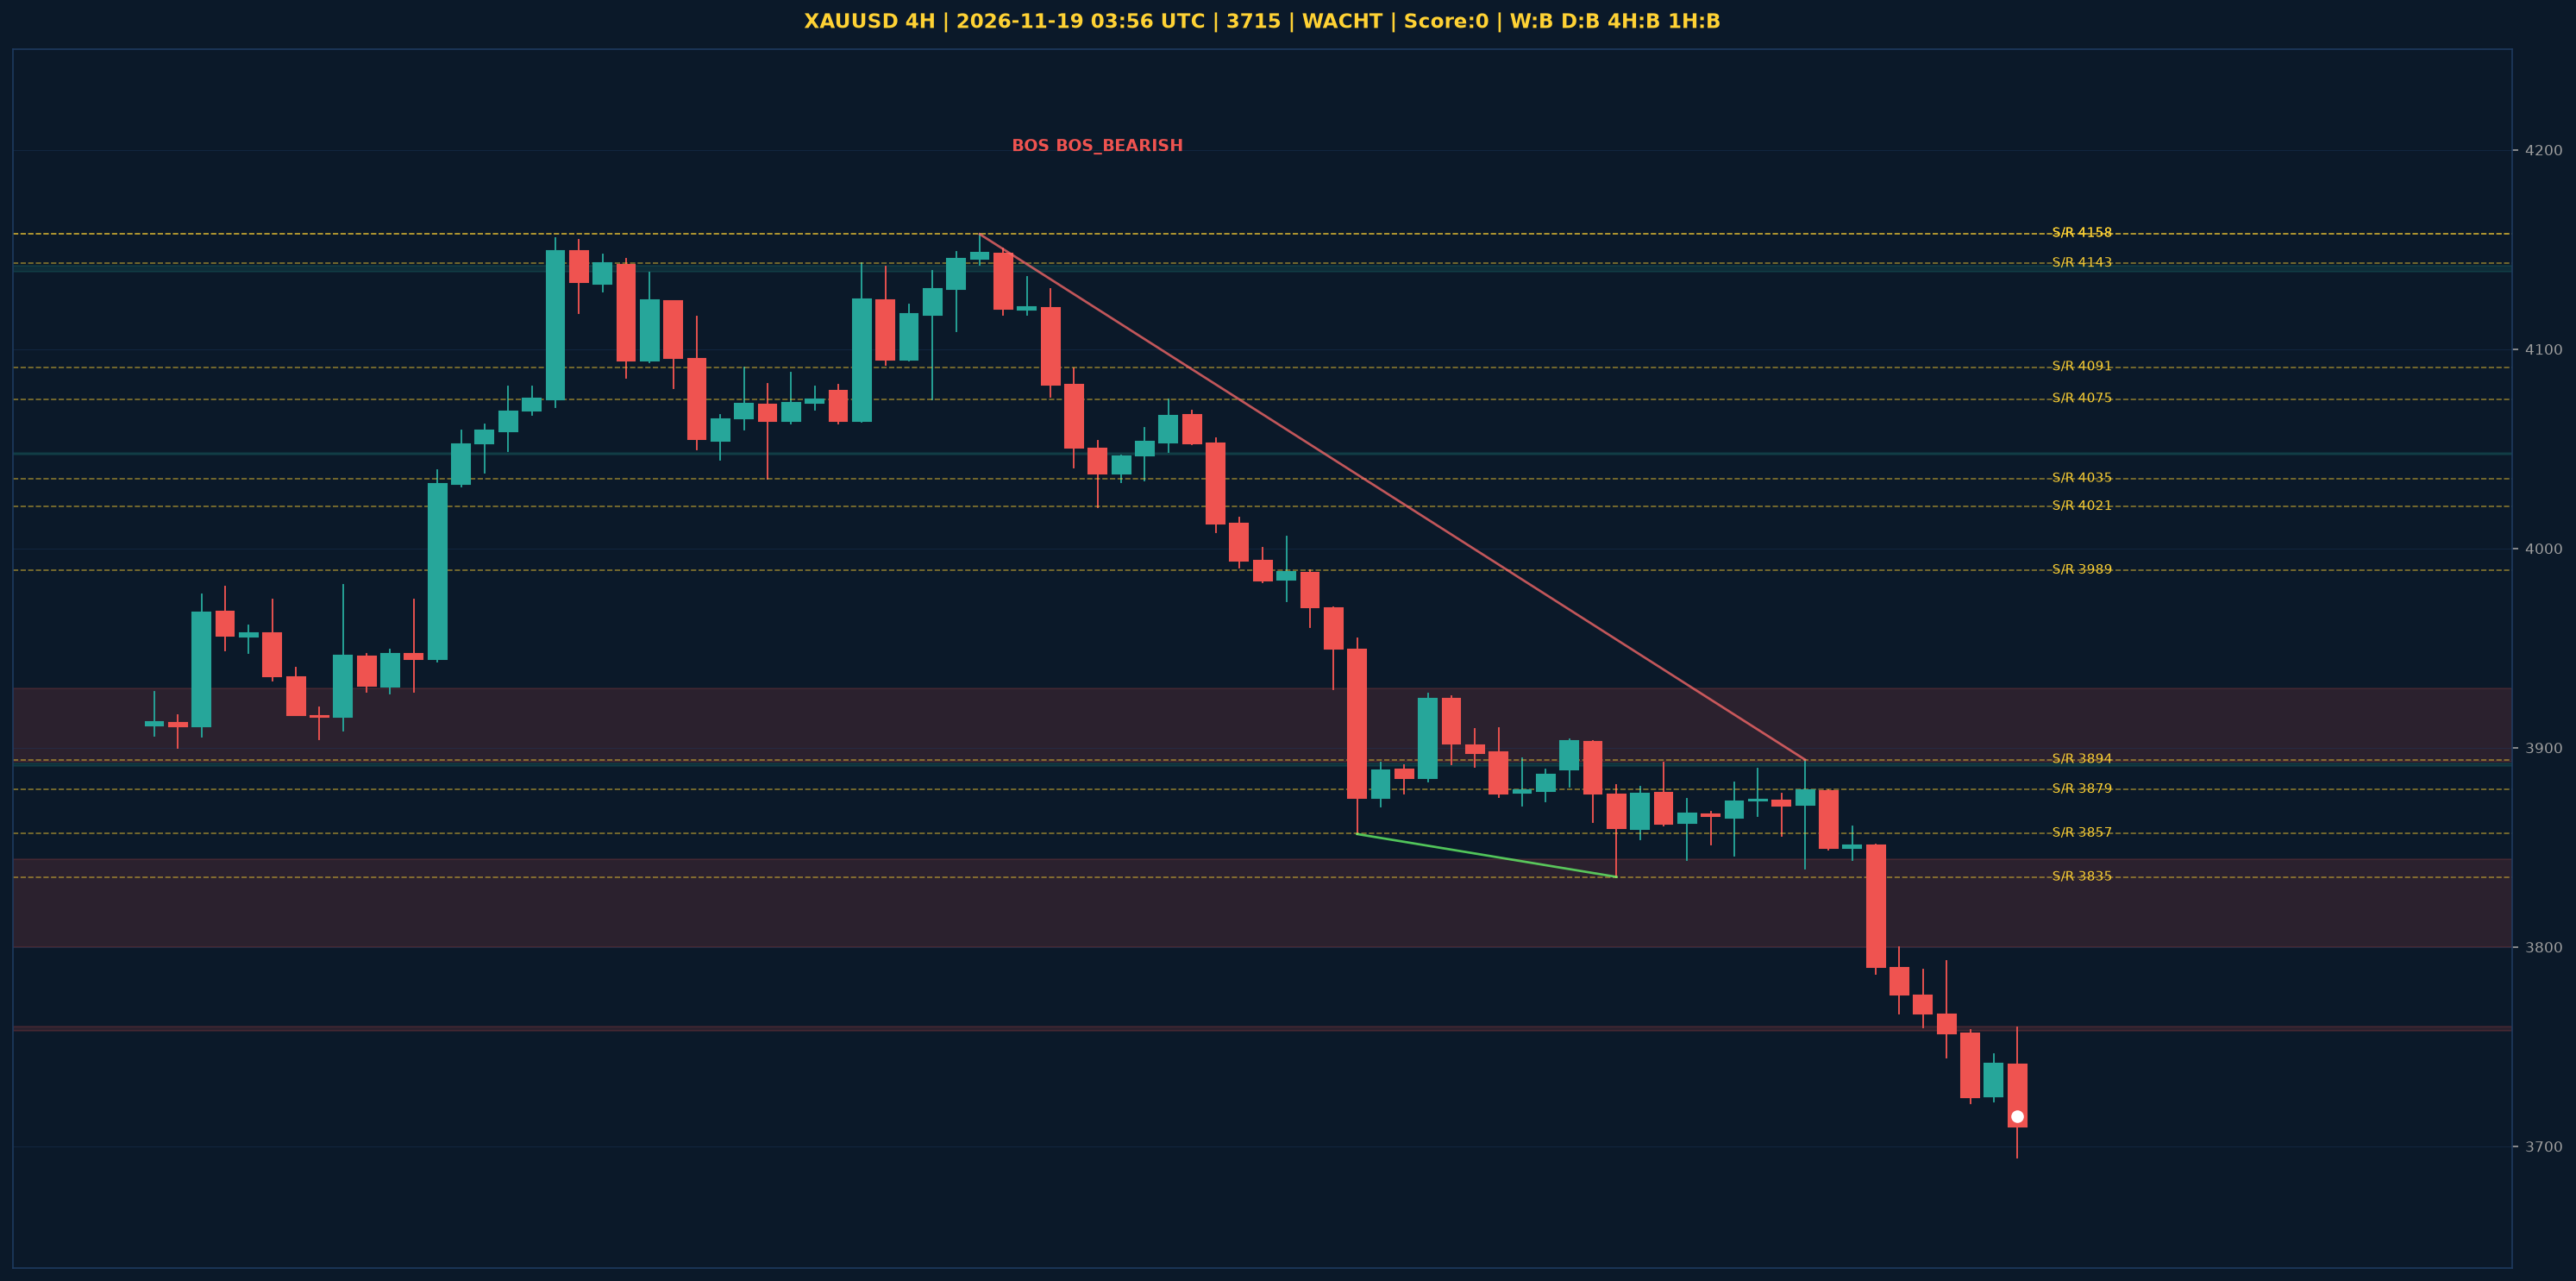 XAUUSD 4H | 2026-11-19 03:56 UTC | 3715 | WACHT | Score:0 | W:B D:B 4H:B 1H:B
BOS BOS_BEARISH
4200
S/R 4158
S/R 4143
4100
S/R 4091
S/R 4075
S/R 4035
S/R 4021
4000
S/R 3989
3900
S/R 3894
S/R 3879
S/R 3857
S/R 3835
3800
3700